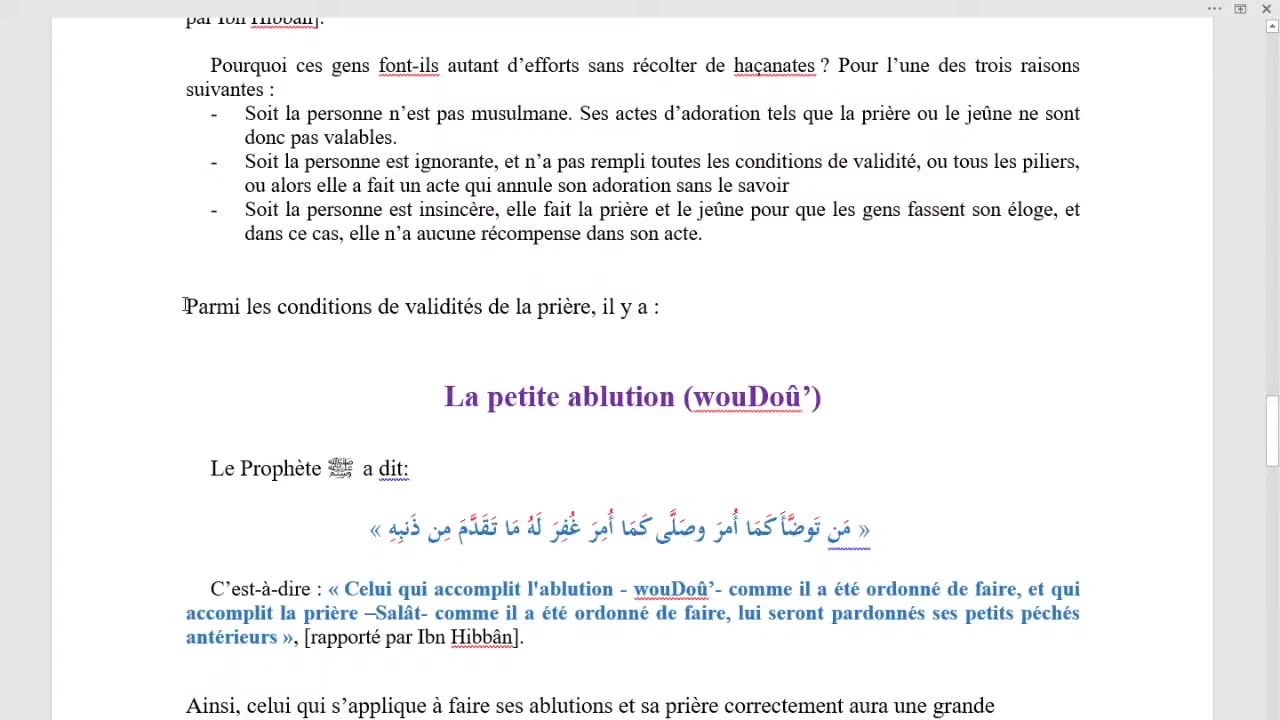 par Ibn Hibbân].
Pourquoi ces gens font-ils autant d’efforts sans récolter de haçanates ? Pour l’une des trois raisons
suivantes :
- Soit la personne n’est pas musulmane. Ses actes d’adoration tels que la prière ou le jeûne ne sont
donc pas valables.
- Soit la personne est ignorante, et n’a pas rempli toutes les conditions de validité, ou tous les piliers,
ou alors elle a fait un acte qui annule son adoration sans le savoir
- Soit la personne est insincère, elle fait la prière et le jeûne pour que les gens fassent son éloge, et
dans ce cas, elle n’a aucune récompense dans son acte.
Parmi les conditions de validités de la prière, il y a :
La petite ablution (wouDoû’)
Le Prophète ﷺ a dit:
« مَن تَوضَّأَ كَمَا أُمرَ وصَلَّى كَمَا أُمِرَ غُفِرَ لَهُ مَا تَقَدَّمَ مِن ذَنبِهِ »
C’est-à-dire : « Celui qui accomplit l'ablution - wouDoû’- comme il a été ordonné de faire, et qui
accomplit la prière –Salât- comme il a été ordonné de faire, lui seront pardonnés ses petits péchés
antérieurs », [rapporté par Ibn Hibbân].
Ainsi, celui qui s’applique à faire ses ablutions et sa prière correctement aura une grande